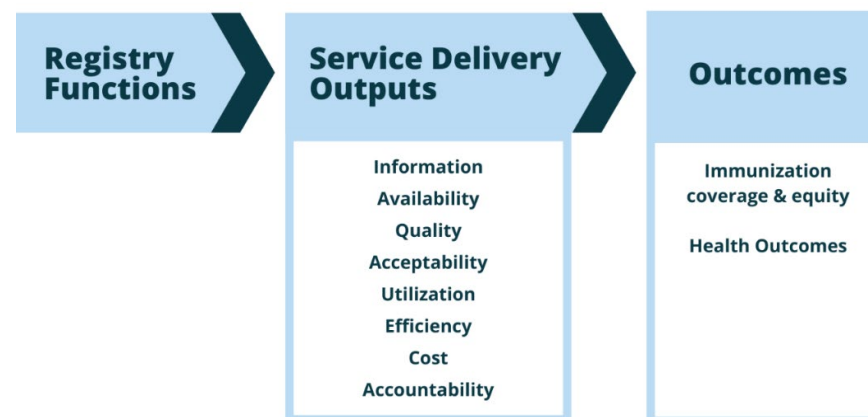 Registry
Functions
Service Delivery
Outputs
Information
Availability
Quality
Acceptability
Utilization
Efficiency
Cost
Accountability
Outcomes
Immunization
coverage & equity
Health Outcomes